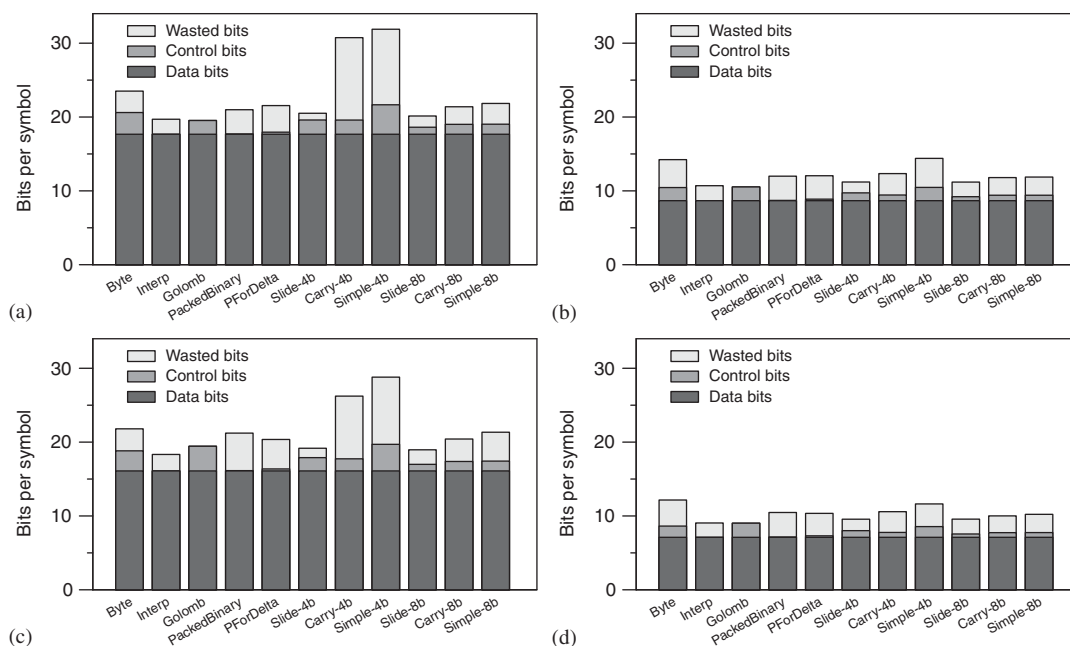 30
20
10
0
Bits per symbol
Wasted bits
Control bits
Data bits
Byte
Interp
Golomb
PackedBinary
PForDelta
Slide-4b
Carry-4b
Simple-4b
Slide-8b
Carry-8b
Simple-8b
(a)
30
20
10
0
Bits per symbol
Wasted bits
Control bits
Data bits
Byte
Interp
Golomb
PackedBinary
PForDelta
Slide-4b
Carry-4b
Simple-4b
Slide-8b
Carry-8b
Simple-8b
(b)
30
20
10
0
Bits per symbol
Wasted bits
Control bits
Data bits
Byte
Interp
Golomb
PackedBinary
PForDelta
Slide-4b
Carry-4b
Simple-4b
Slide-8b
Carry-8b
Simple-8b
(c)
30
20
10
0
Bits per symbol
Wasted bits
Control bits
Data bits
Byte
Interp
Golomb
PackedBinary
PForDelta
Slide-4b
Carry-4b
Simple-4b
Slide-8b
Carry-8b
Simple-8b
(d)